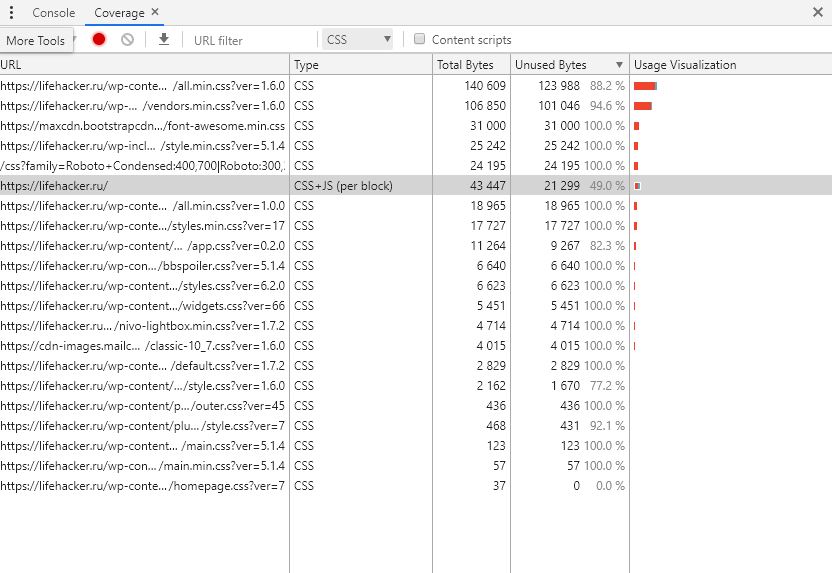 Console Coverage ×
More Tools URL filter CSS ▼ Content scripts
URL Type Total Bytes Unused Bytes ▼ Usage Visualization
https://lifehacker.ru/wp-conte… /all.min.css?ver=1.6.0 CSS 140 609 123 988 88.2 %
https://lifehacker.ru/wp-… /vendors.min.css?ver=1.6.0 CSS 106 850 101 046 94.6 %
https://maxcdn.bootstrapcdn…/font-awesome.min.css CSS 31 000 31 000 100.0 %
https://lifehacker.ru/wp-incl… /style.min.css?ver=5.1.4 CSS 25 242 25 242 100.0 %
/css?family=Roboto+Condensed:400,700|Roboto:300, CSS 24 195 24 195 100.0 %
https://lifehacker.ru/ CSS+JS (per block) 43 447 21 299 49.0 %
https://lifehacker.ru/wp-conte… /all.min.css?ver=1.0.0 CSS 18 965 18 965 100.0 %
https://lifehacker.ru/wp-conte… /styles.min.css?ver=17 CSS 17 727 17 727 100.0 %
https://lifehacker.ru/wp-content/… /app.css?ver=0.2.0 CSS 11 264 9 267 82.3 %
https://lifehacker.ru/wp-con…/bbspoiler.css?ver=5.1.4 CSS 6 640 6 640 100.0 %
https://lifehacker.ru/wp-content…/styles.css?ver=6.2.0 CSS 6 623 6 623 100.0 %
https://lifehacker.ru/wp-content…/widgets.css?ver=66 CSS 5 451 5 451 100.0 %
https://lifehacker.ru…/nivo-lightbox.min.css?ver=1.7.2 CSS 4 714 4 714 100.0 %
https://cdn-images.mailc… /classic-10_7.css?ver=1.6.0 CSS 4 015 4 015 100.0 %
https://lifehacker.ru/wp-conte… /default.css?ver=1.7.2 CSS 2 829 2 829 100.0 %
https://lifehacker.ru/wp-content/… /style.css?ver=1.6.0 CSS 2 162 1 670 77.2 %
https://lifehacker.ru/wp-content/p…/outer.css?ver=45 CSS 436 436 100.0 %
https://lifehacker.ru/wp-content/plu… /style.css?ver=7 CSS 468 431 92.1 %
https://lifehacker.ru/wp-content… /main.css?ver=5.1.4 CSS 123 123 100.0 %
https://lifehacker.ru/wp-con… /main.min.css?ver=5.1.4 CSS 57 57 100.0 %
https://lifehacker.ru/wp-conte… /homepage.css?ver=7 CSS 37 0 0.0 %